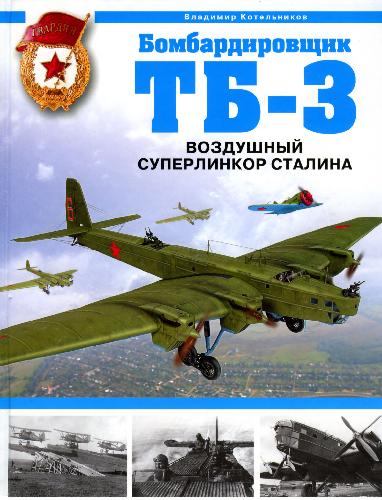 Владимир Котельников
ГВАРДИЯ
Бомбардировщик
ТБ-3
ВОЗДУШНЫЙ
СУПЕРЛИНКОР СТАЛИНА
6